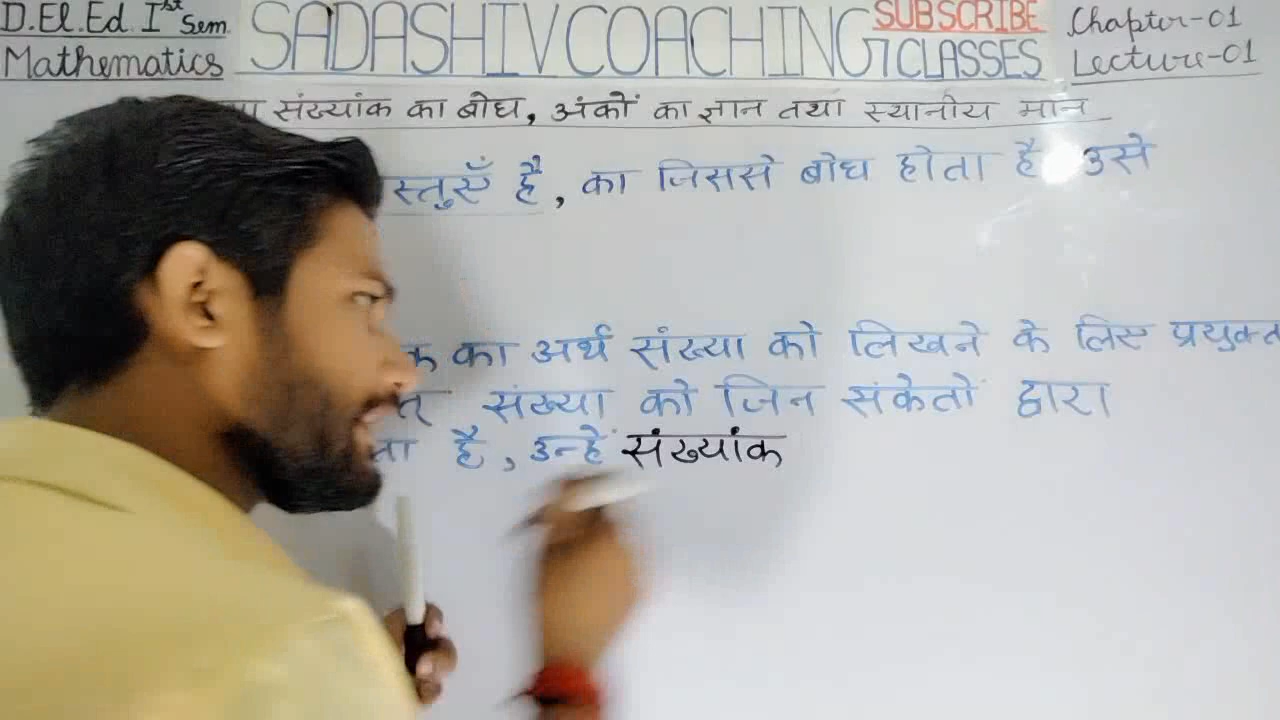 D.El.Ed. Ist Sem.
Mathematics
SADASHIV COACHING
SUBSCRIBE
CLASSES
Chapter-01
Lecture-01
संख्यांक का बोध, अंकों का ज्ञान तथा स्थानीय मान
है, का जिससे बोध होता है उसे
का अर्थ संख्या को लिखने के लिए प्रयुक्त
संख्या को जिन संकेतों द्वारा
है, उन्हें संख्यांक